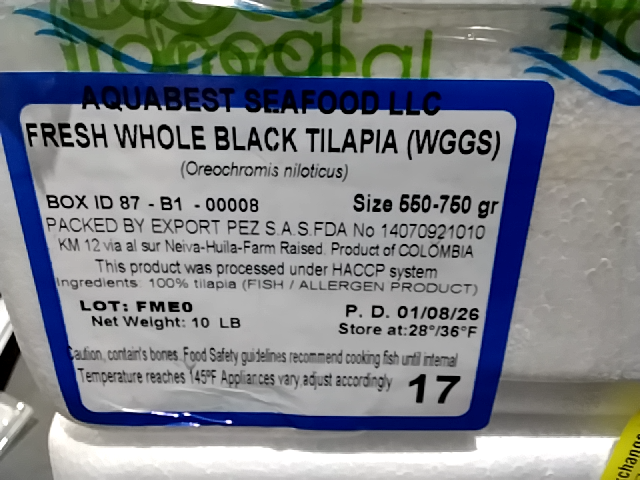 AQUABEST SEAFOOD LLC
FRESH WHOLE BLACK TILAPIA (WGGS)
(Oreochromis niloticus)
BOX ID 87 - B1 - 00008 Size 550-750 gr
PACKED BY EXPORT PEZ S.A.S.FDA No 14070921010
KM 12 via al sur Neiva-Huila-Farm Raised. Product of COLOMBIA
This product was processed under HACCP system
Ingredients: 100% tilapia (FISH / ALLERGEN PRODUCT)
LOT: FME0 P. D. 01/08/26
Net Weight: 10 LB Store at:28°/36°F
Caution, contain's bones. Food Safety guidelines recommend cooking fish until internal
Temperature reaches 145ºF Appliances vary,adjust accordingly 17